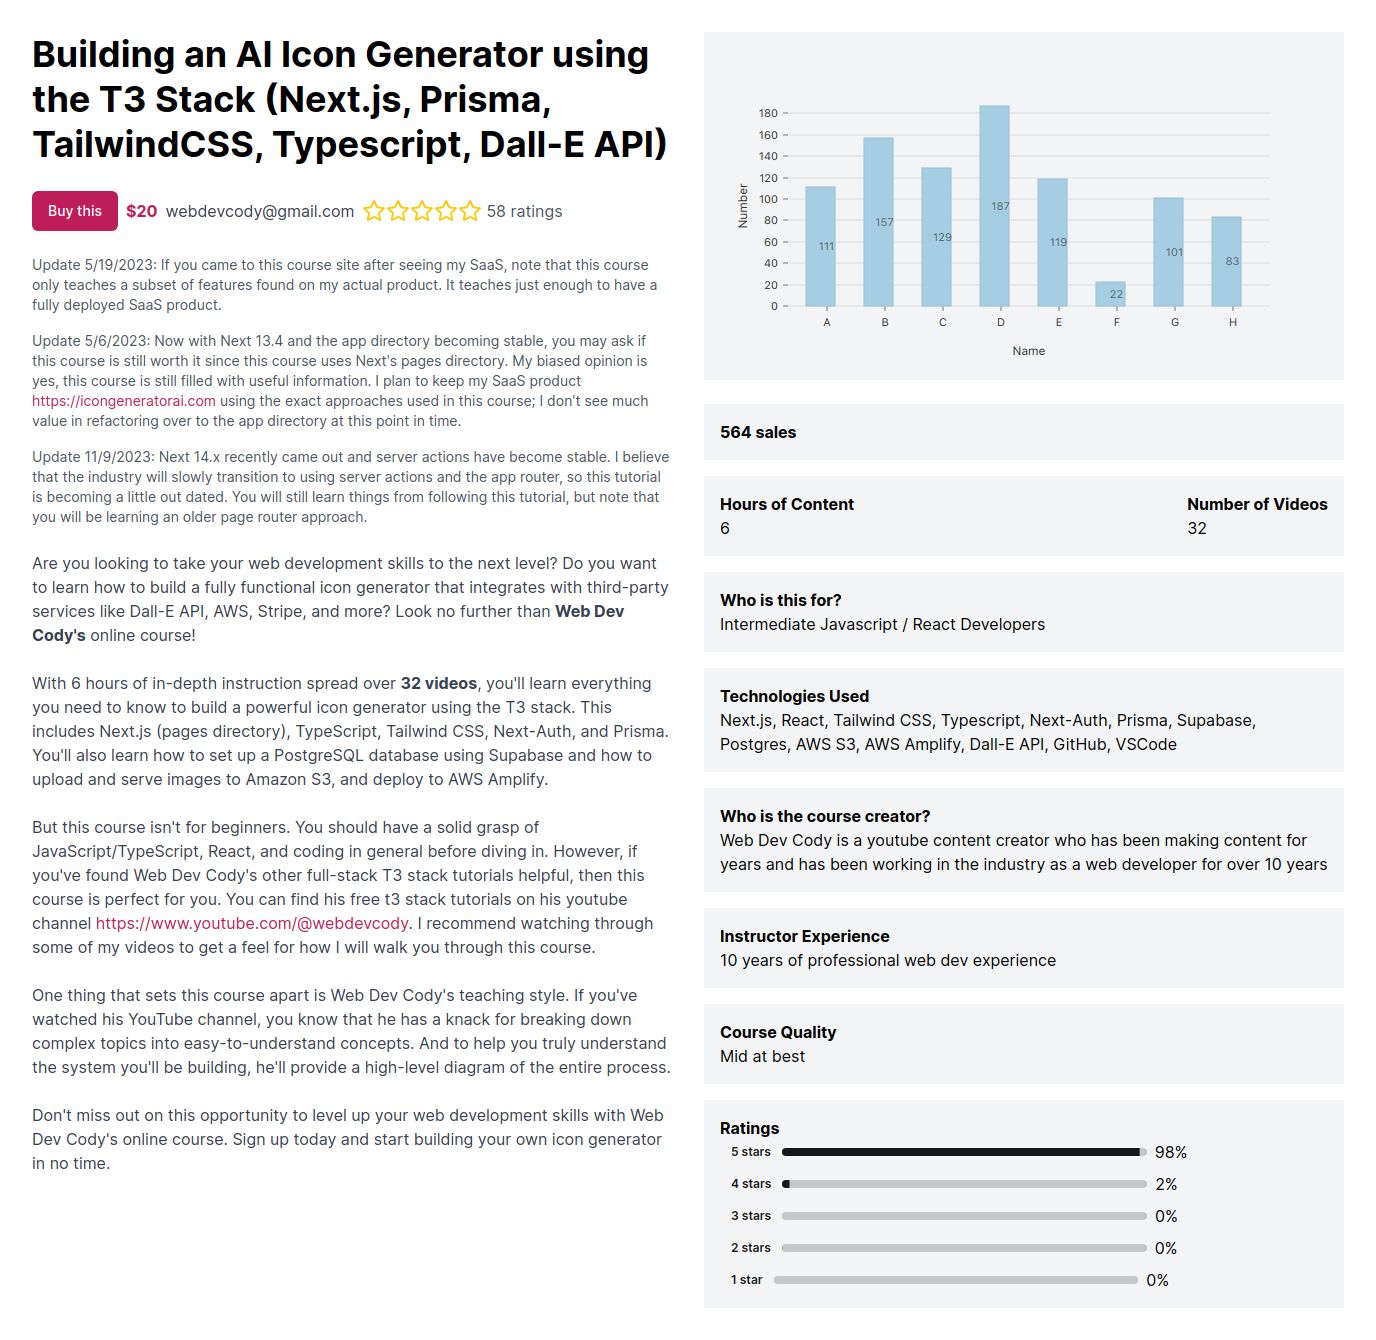 Building an AI Icon Generator using
the T3 Stack (Next.js, Prisma,
TailwindCSS, Typescript, Dall-E API)
Buy this $20 webdevcody@gmail.com 58 ratings
Update 5/19/2023: If you came to this course site after seeing my SaaS, note that this course
only teaches a subset of features found on my actual product. It teaches just enough to have a
fully deployed SaaS product.
Update 5/6/2023: Now with Next 13.4 and the app directory becoming stable, you may ask if
this course is still worth it since this course uses Next's pages directory. My biased opinion is
yes, this course is still filled with useful information. I plan to keep my SaaS product
https://icongeneratorai.com using the exact approaches used in this course; I don't see much
value in refactoring over to the app directory at this point in time.
Update 11/9/2023: Next 14.x recently came out and server actions have become stable. I believe
that the industry will slowly transition to using server actions and the app router, so this tutorial
is becoming a little out dated. You will still learn things from following this tutorial, but note that
you will be learning an older page router approach.
Are you looking to take your web development skills to the next level? Do you want
to learn how to build a fully functional icon generator that integrates with third-party
services like Dall-E API, AWS, Stripe, and more? Look no further than Web Dev
Cody's online course!
With 6 hours of in-depth instruction spread over 32 videos, you'll learn everything
you need to know to build a powerful icon generator using the T3 stack. This
includes Next.js (pages directory), TypeScript, Tailwind CSS, Next-Auth, and Prisma.
You'll also learn how to set up a PostgreSQL database using Supabase and how to
upload and serve images to Amazon S3, and deploy to AWS Amplify.
But this course isn't for beginners. You should have a solid grasp of
JavaScript/TypeScript, React, and coding in general before diving in. However, if
you've found Web Dev Cody's other full-stack T3 stack tutorials helpful, then this
course is perfect for you. You can find his free t3 stack tutorials on his youtube
channel https://www.youtube.com/@webdevcody. I recommend watching through
some of my videos to get a feel for how I will walk you through this course.
One thing that sets this course apart is Web Dev Cody's teaching style. If you've
watched his YouTube channel, you know that he has a knack for breaking down
complex topics into easy-to-understand concepts. And to help you truly understand
the system you'll be building, he'll provide a high-level diagram of the entire process.
Don't miss out on this opportunity to level up your web development skills with Web
Dev Cody's online course. Sign up today and start building your own icon generator
in no time.
Number
180
160
140
120
100
80
60
40
20
0
111
157
129
187
119
22
101
83
A B C D E F G H
Name
564 sales
Hours of Content Number of Videos
6 32
Who is this for?
Intermediate Javascript / React Developers
Technologies Used
Next.js, React, Tailwind CSS, Typescript, Next-Auth, Prisma, Supabase,
Postgres, AWS S3, AWS Amplify, Dall-E API, GitHub, VSCode
Who is the course creator?
Web Dev Cody is a youtube content creator who has been making content for
years and has been working in the industry as a web developer for over 10 years
Instructor Experience
10 years of professional web dev experience
Course Quality
Mid at best
Ratings
5 stars 98%
4 stars 2%
3 stars 0%
2 stars 0%
1 star 0%